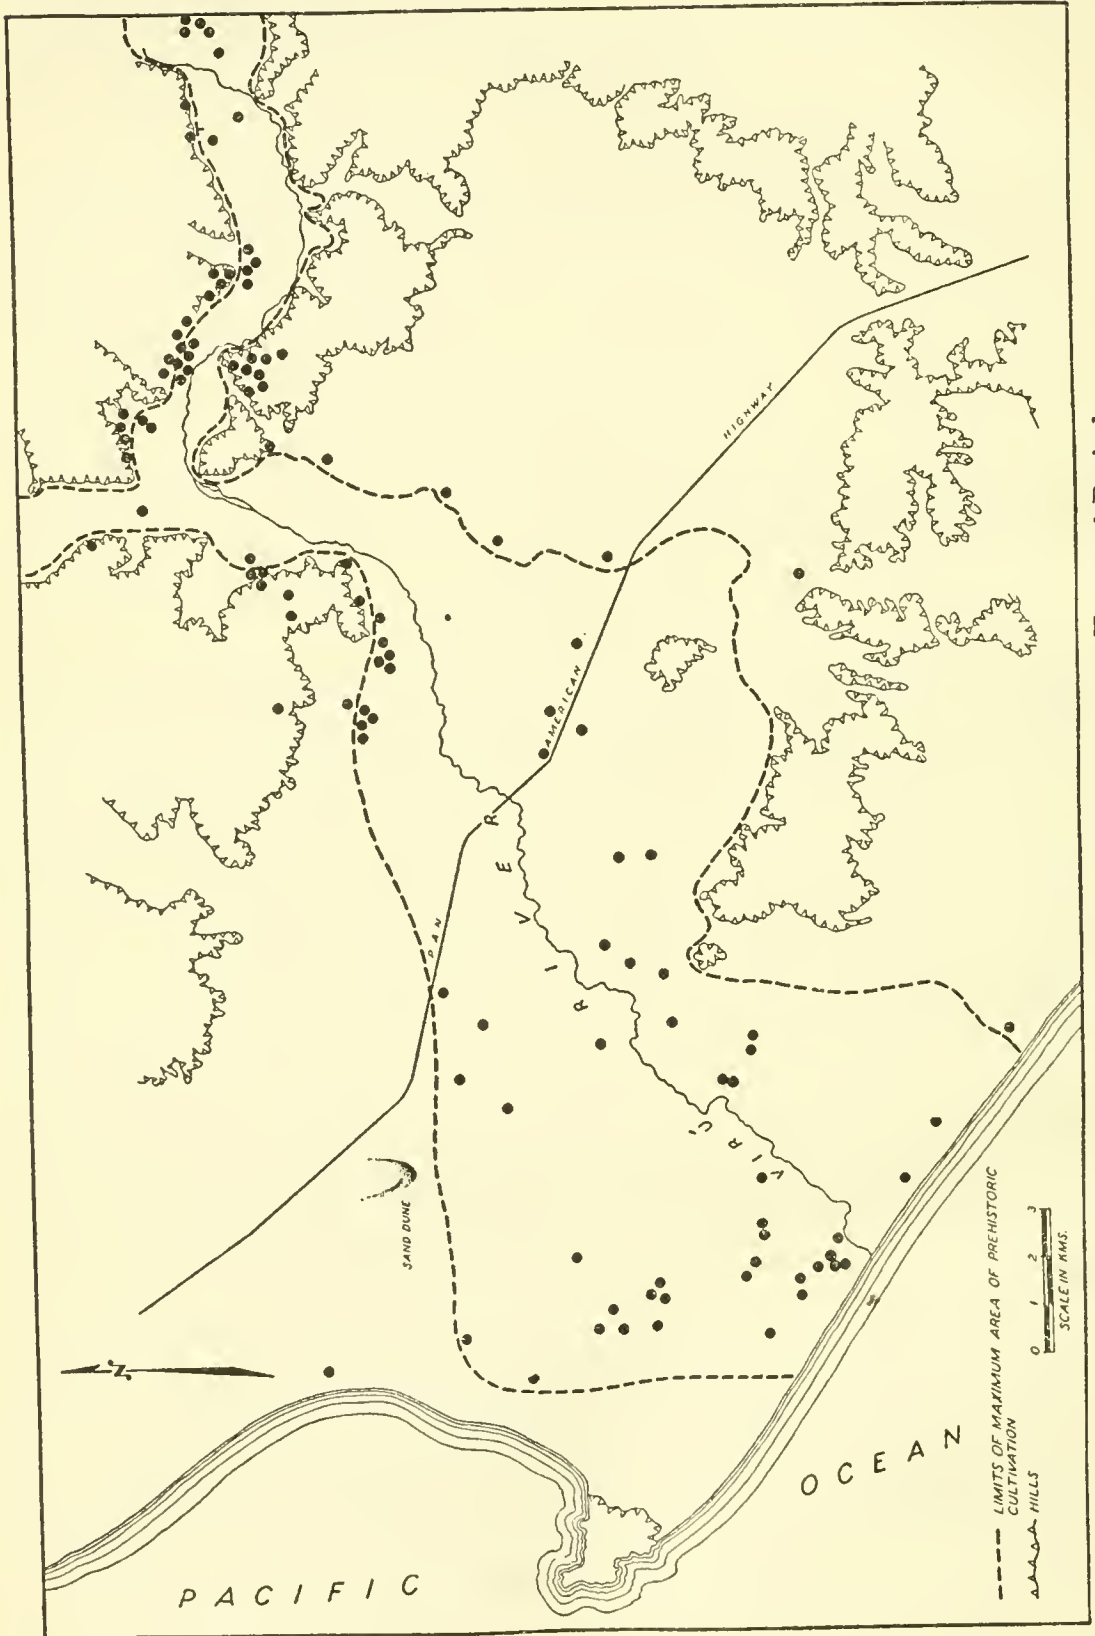 HIGHWAY
AMERICAN
PAN
RIVER
VIRÚ
SAND DUNE
N
PACIFIC
OCEAN
LIMITS OF MAXIMUM AREA OF PREHISTORIC
CULTIVATION
HILLS
0 1 2 3
SCALE IN KMS.